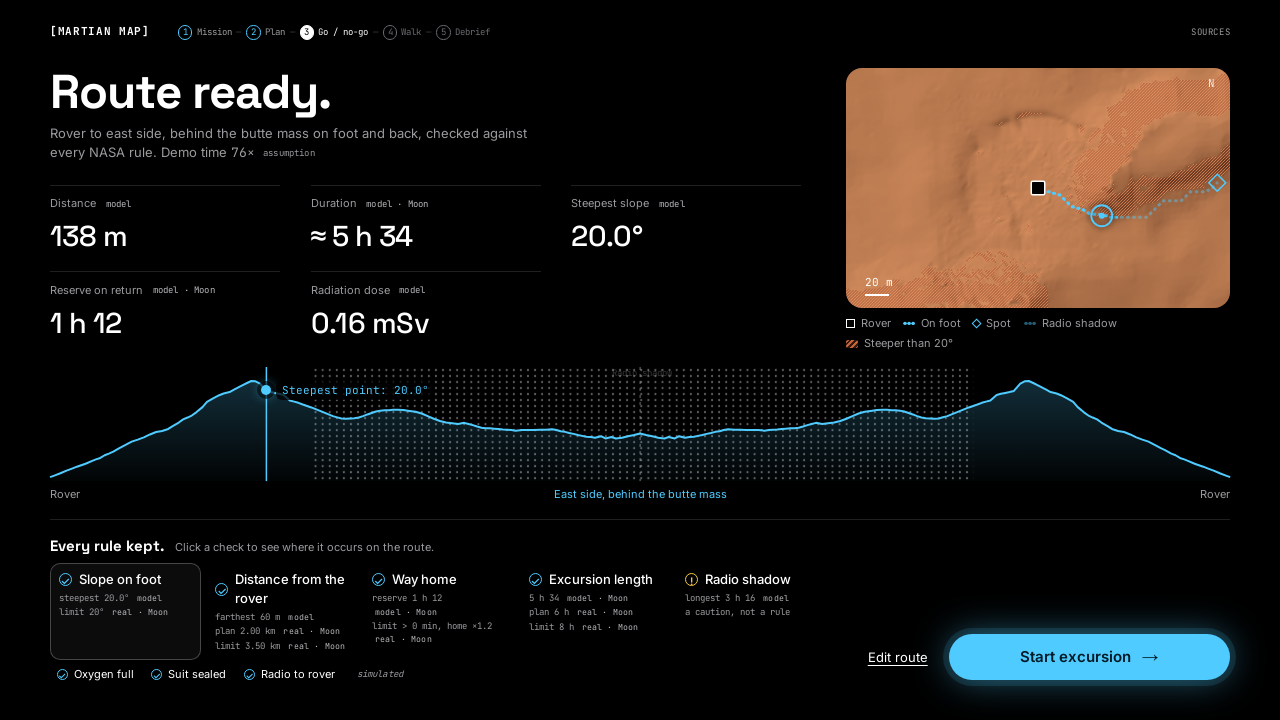 [MARTIAN MAP]
1 Mission – 2 Plan – 3 Go / no-go – 4 Walk – 5 Debrief
SOURCES
Route ready.
Rover to east side, behind the butte mass on foot and back, checked against
every NASA rule. Demo time 76× assumption
Distance model
138 m
Duration model · Moon
≈ 5 h 34
Steepest slope model
20.0°
Reserve on return model · Moon
1 h 12
Radiation dose model
0.16 mSv
N
20 m
Rover On foot Spot Radio shadow
Steeper than 20°
Steepest point: 20.0°
Rover
East side, behind the butte mass
Rover
Every rule kept. Click a check to see where it occurs on the route.
Slope on foot
steepest 20.0° model
limit 20° real · Moon
Distance from the
rover
farthest 60 m model
plan 2.00 km real · Moon
limit 3.50 km real · Moon
Way home
reserve 1 h 12
model · Moon
limit > 0 min, home ×1.2
real · Moon
Excursion length
5 h 34 model · Moon
plan 6 h real · Moon
limit 8 h real · Moon
Radio shadow
longest 3 h 16 model
a caution, not a rule
Oxygen full Suit sealed Radio to rover simulated
Edit route
Start excursion →